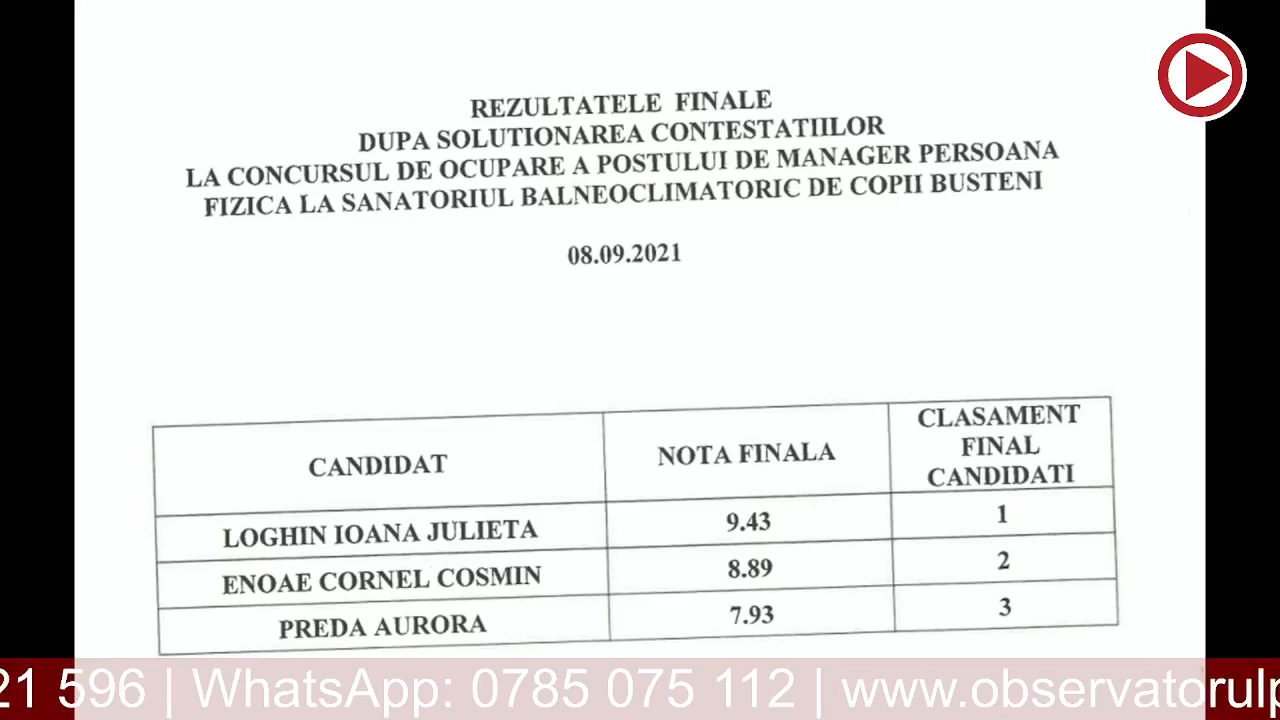 REZULTATELE FINALE
DUPA SOLUTIONAREA CONTESTATIILOR
LA CONCURSUL DE OCUPARE A POSTULUI DE MANAGER PERSOANA
FIZICA LA SANATORIUL BALNEOCLIMATORIC DE COPII BUSTENI
08.09.2021
CANDIDAT NOTA FINALA CLASAMENT
FINAL
CANDIDATI
LOGHIN IOANA JULIETA 9.43 1
ENOAE CORNEL COSMIN 8.89 2
PREDA AURORA 7.93 3
21 596 | WhatsApp: 0785 075 112 | www.observatorulp